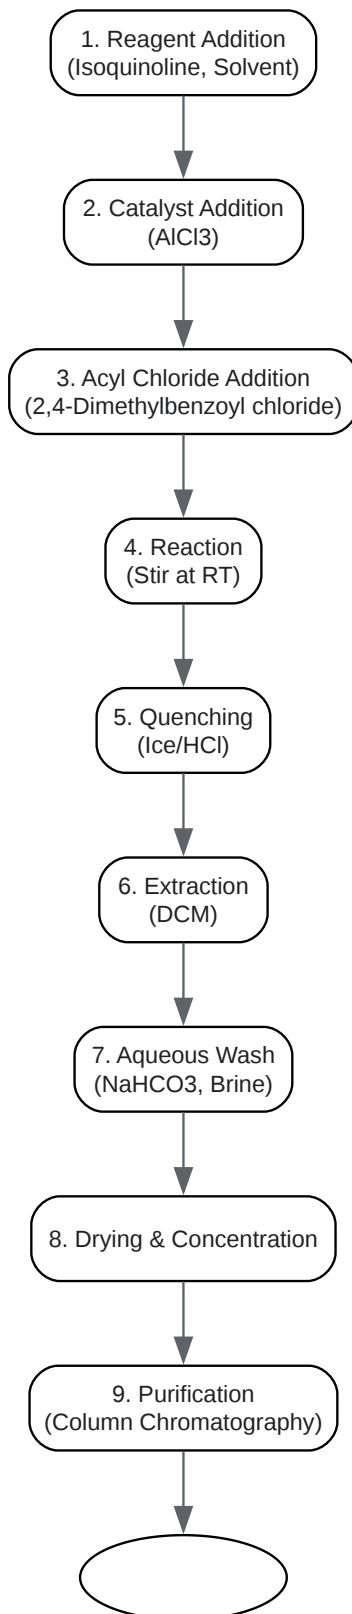 1. Reagent Addition
(Isoquinoline, Solvent)
2. Catalyst Addition
(AlCl3)
3. Acyl Chloride Addition
(2,4-Dimethylbenzoyl chloride)
4. Reaction
(Stir at RT)
5. Quenching
(Ice/HCl)
6. Extraction
(DCM)
7. Aqueous Wash
(NaHCO3, Brine)
8. Drying & Concentration
9. Purification
(Column Chromatography)